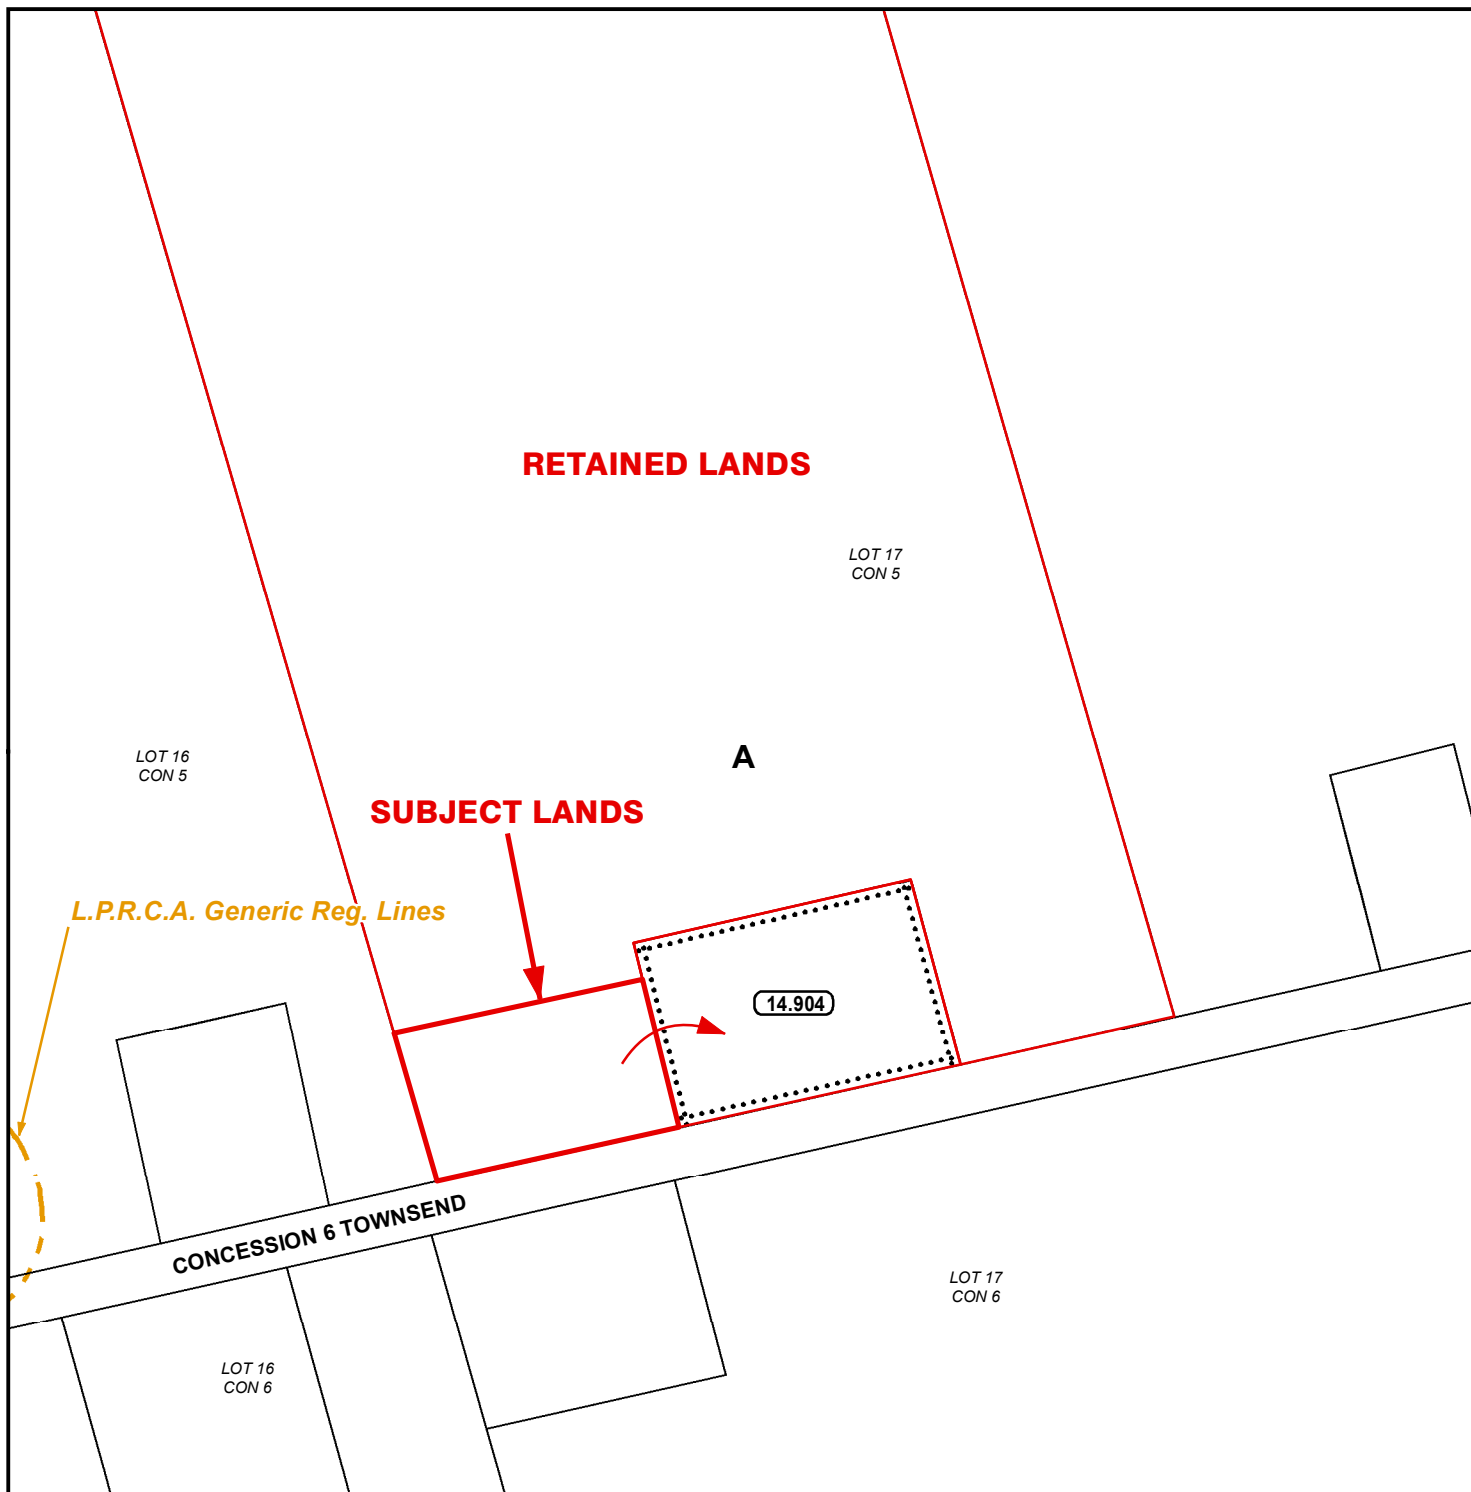 RETAINED LANDS
LOT 17
CON 5
LOT 16
CON 5
A
SUBJECT LANDS
L.P.R.C.A. Generic Reg. Lines
14.904
CONCESSION 6 TOWNSEND
LOT 17
CON 6
LOT 16
CON 6